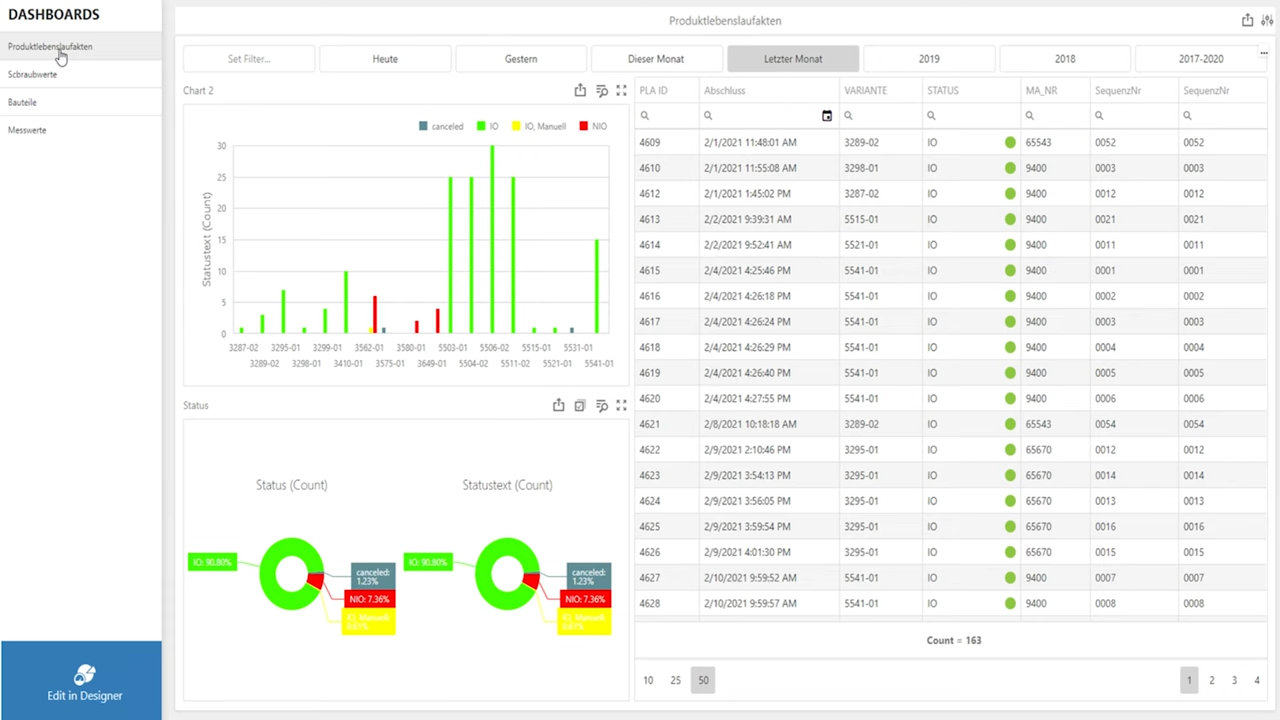 DASHBOARDS
Produktlebenslaufakten
Scbraubwerte
Bauteile
Messwerte
Edit in Designer
Produktlebenslaufakten
Set Filter...
Heute
Gestern
Dieser Monat
Letzter Monat
2019
2018
2017-2020
Chart 2
canceled IO IO, Manuell NIO
Statustext (Count)
30
25
20
15
10
5
0
3287-02 3295-01 3299-01 3562-01 3580-01 5503-01 5506-02 5515-01 5531-01
3289-02 3298-01 3410-01 3575-01 3649-01 5504-02 5511-02 5521-01 5541-01
Status
Status (Count) Statustext (Count)
IO: 90.80%
canceled:
1.23%
NIO: 7.36%
IO, Manuell:
0.61%
IO: 90.80%
canceled:
1.23%
NIO: 7.36%
IO, Manuell:
0.61%
PLA ID Abschluss VARIANTE STATUS MA_NR SequenzNr SequenzNr
4609 2/1/2021 11:48:01 AM 3289-02 IO 65543 0052 0052
4610 2/1/2021 11:55:08 AM 3298-01 IO 9400 0003 0003
4612 2/1/2021 1:45:02 PM 3287-02 IO 9400 0012 0012
4613 2/2/2021 9:39:31 AM 5515-01 IO 9400 0021 0021
4614 2/2/2021 9:52:41 AM 5521-01 IO 9400 0011 0011
4615 2/4/2021 4:25:46 PM 5541-01 IO 9400 0001 0001
4616 2/4/2021 4:26:18 PM 5541-01 IO 9400 0002 0002
4617 2/4/2021 4:26:24 PM 5541-01 IO 9400 0003 0003
4618 2/4/2021 4:26:29 PM 5541-01 IO 9400 0004 0004
4619 2/4/2021 4:26:40 PM 5541-01 IO 9400 0005 0005
4620 2/4/2021 4:27:55 PM 5541-01 IO 9400 0006 0006
4621 2/8/2021 10:18:18 AM 3289-02 IO 65543 0054 0054
4622 2/9/2021 2:10:46 PM 3295-01 IO 65670 0012 0012
4623 2/9/2021 3:54:13 PM 3295-01 IO 65670 0014 0014
4624 2/9/2021 3:56:05 PM 3295-01 IO 65670 0013 0013
4625 2/9/2021 3:59:54 PM 3295-01 IO 65670 0016 0016
4626 2/9/2021 4:01:30 PM 3295-01 IO 65670 0015 0015
4627 2/10/2021 9:59:52 AM 5541-01 IO 9400 0007 0007
4628 2/10/2021 9:59:57 AM 5541-01 IO 9400 0008 0008
Count = 163
10 25 50
1 2 3 4